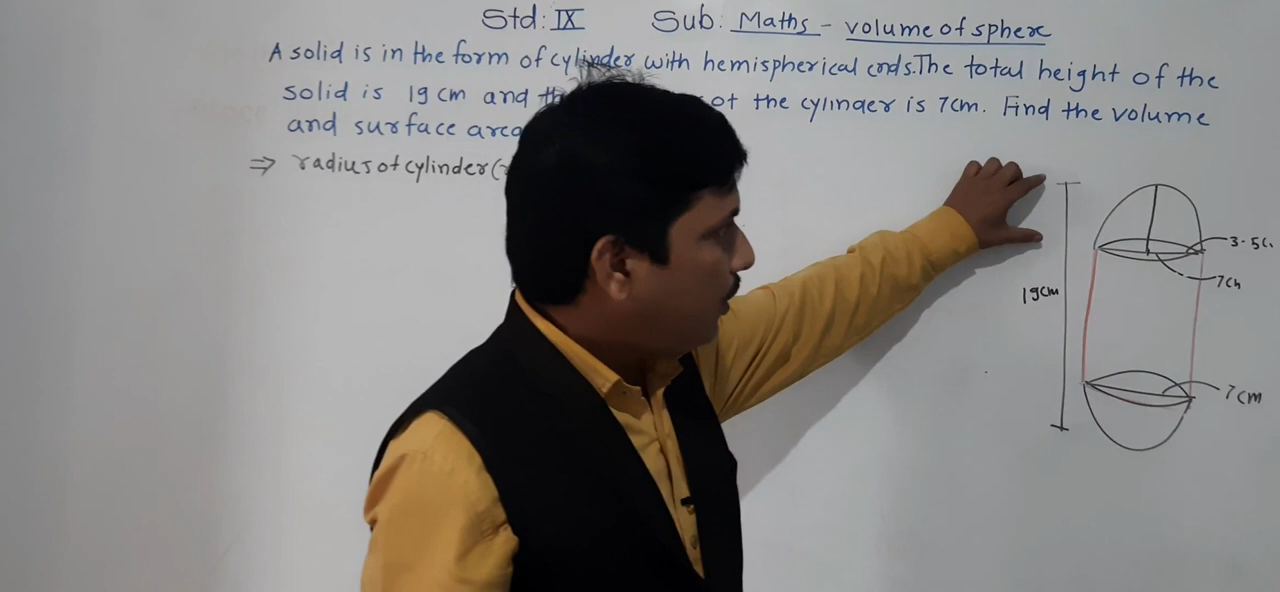 Std: IX Sub: Maths - volume of sphere
A solid is in the form of cylinder with hemispherical ends. The total height of the
solid is 19 cm and of the cylinder is 7cm. Find the volume
and surface area
⇒ radius of cylinder (
3.5
7cm
19cm
7cm